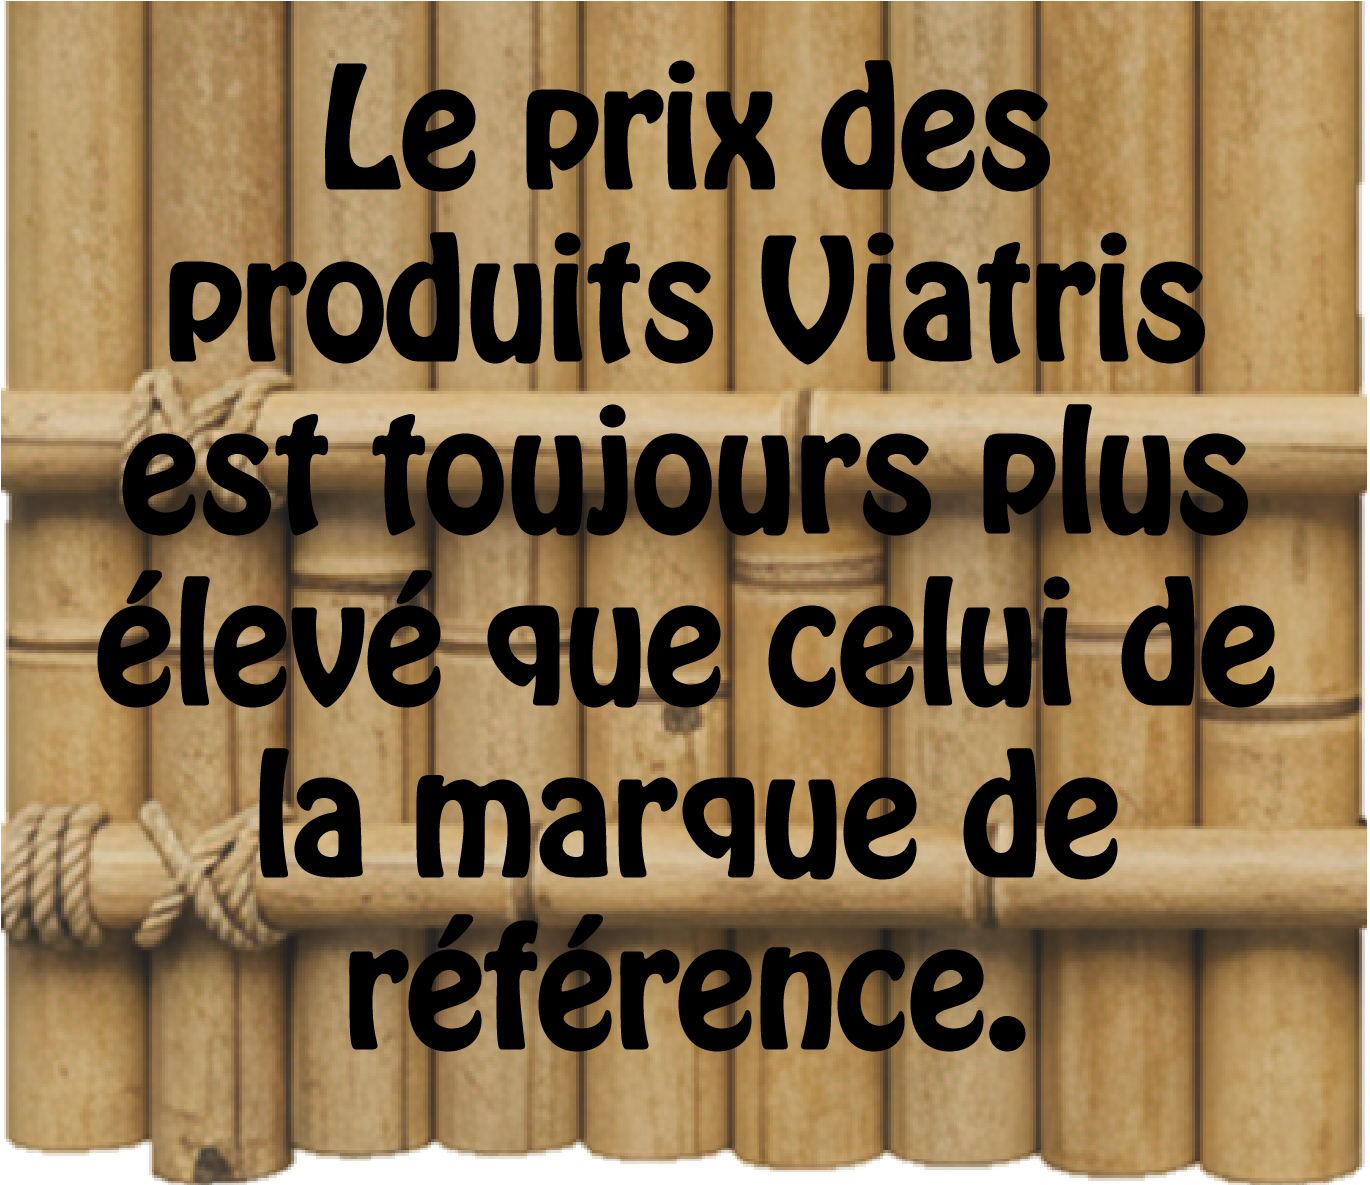 Le prix des
produits Viatris
est toujours plus
élevé que celui de
la marque de
référence.